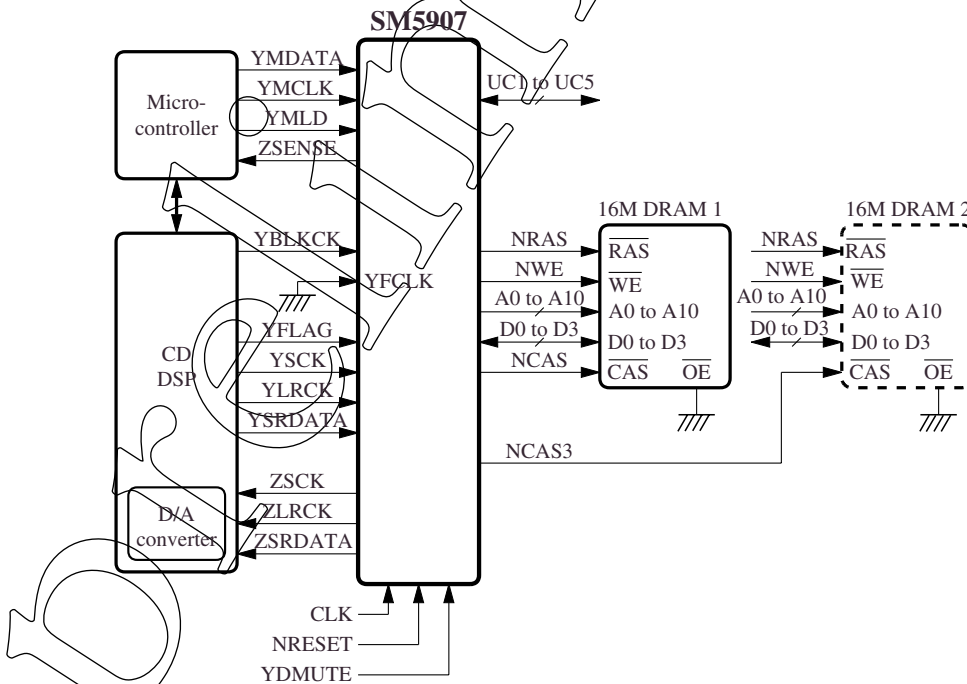 SM5907
Micro-
controller
YMDATA
YMCLK
YMLD
ZSENSE
UC1 to UC5
YBLKCK
YFCLK
CD
DSP
YFLAG
YSCK
YLRCK
YSRDATA
D/A
converter
ZSCK
ZLRCK
ZSRDATA
CLK
NRESET
YDMUTE
NRAS
NWE
A0 to A10
D0 to D3
NCAS
NCAS3
16M DRAM 1
RAS
WE
A0 to A10
D0 to D3
CAS OE
NRAS
NWE
A0 to A10
D0 to D3
16M DRAM 2
RAS
WE
A0 to A10
D0 to D3
CAS OE